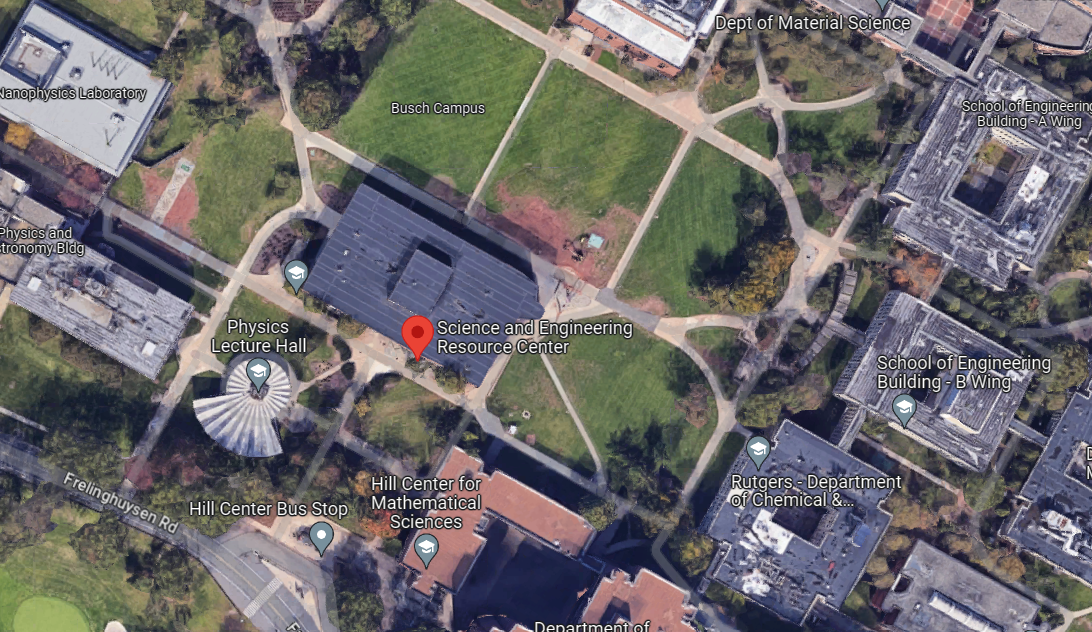 Dept of Material Science
Nanophysics Laboratory
Busch Campus
School of Engineering
Building - A Wing
Physics and
Bldg
Science and Engineering
Resource Center
Physics
Lecture Hall
School of Engineering
Building - B Wing
Rutgers - Department
of Chemical &...
Hill Center for
Mathematical
Sciences
Frelinghuysen Rd
Hill Center Bus Stop
Department of